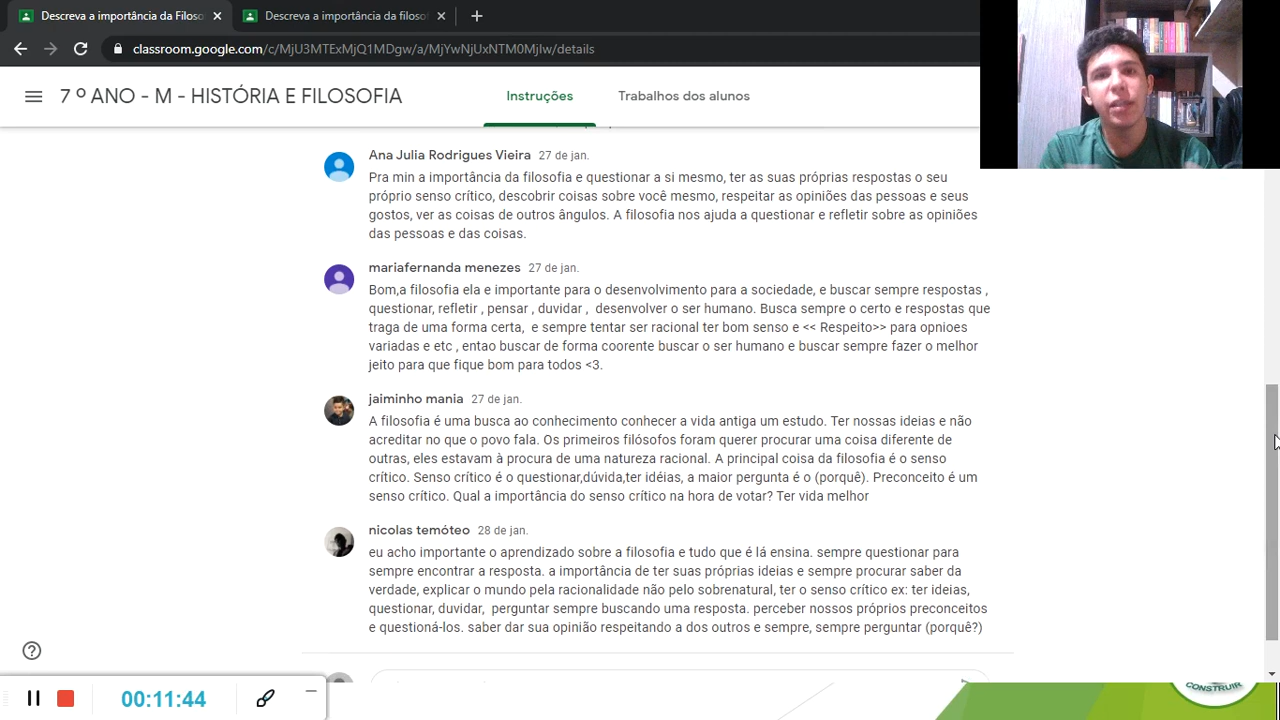 Descreva a importância da Filoso
Descreva a importância da filosof
classroom.google.com/c/MjU3MTExMjQ1MDgw/a/MjYwNjUxNTM0MjIw/details
7 º ANO - M - HISTÓRIA E FILOSOFIA
Instruções
Trabalhos dos alunos
Ana Julia Rodrigues Vieira 27 de jan.
Pra min a importância da filosofia e questionar a si mesmo, ter as suas próprias respostas o seu
próprio senso crítico, descobrir coisas sobre você mesmo, respeitar as opiniões das pessoas e seus
gostos, ver as coisas de outros ângulos. A filosofia nos ajuda a questionar e refletir sobre as opiniões
das pessoas e das coisas.
mariafernanda menezes 27 de jan.
Bom,a filosofia ela e importante para o desenvolvimento para a sociedade, e buscar sempre respostas ,
questionar, refletir , pensar , duvidar , desenvolver o ser humano. Busca sempre o certo e respostas que
traga de uma forma certa, e sempre tentar ser racional ter bom senso e << Respeito>> para opnioes
variadas e etc , entao buscar de forma coorente buscar o ser humano e buscar sempre fazer o melhor
jeito para que fique bom para todos <3.
jaiminho mania 27 de jan.
A filosofia é uma busca ao conhecimento conhecer a vida antiga um estudo. Ter nossas ideias e não
acreditar no que o povo fala. Os primeiros filósofos foram querer procurar uma coisa diferente de
outras, eles estavam à procura de uma natureza racional. A principal coisa da filosofia é o senso
crítico. Senso crítico é o questionar,dúvida,ter idéias, a maior pergunta é o (porquê). Preconceito é um
senso crítico. Qual a importância do senso crítico na hora de votar? Ter vida melhor
nicolas temóteo 28 de jan.
eu acho importante o aprendizado sobre a filosofia e tudo que é lá ensina. sempre questionar para
sempre encontrar a resposta. a importância de ter suas próprias ideias e sempre procurar saber da
verdade, explicar o mundo pela racionalidade não pelo sobrenatural, ter o senso crítico ex: ter ideias,
questionar, duvidar, perguntar sempre buscando uma resposta. perceber nossos próprios preconceitos
e questioná-los. saber dar sua opinião respeitando a dos outros e sempre, sempre perguntar (porquê?)
00:11:44
CONSTRUIR